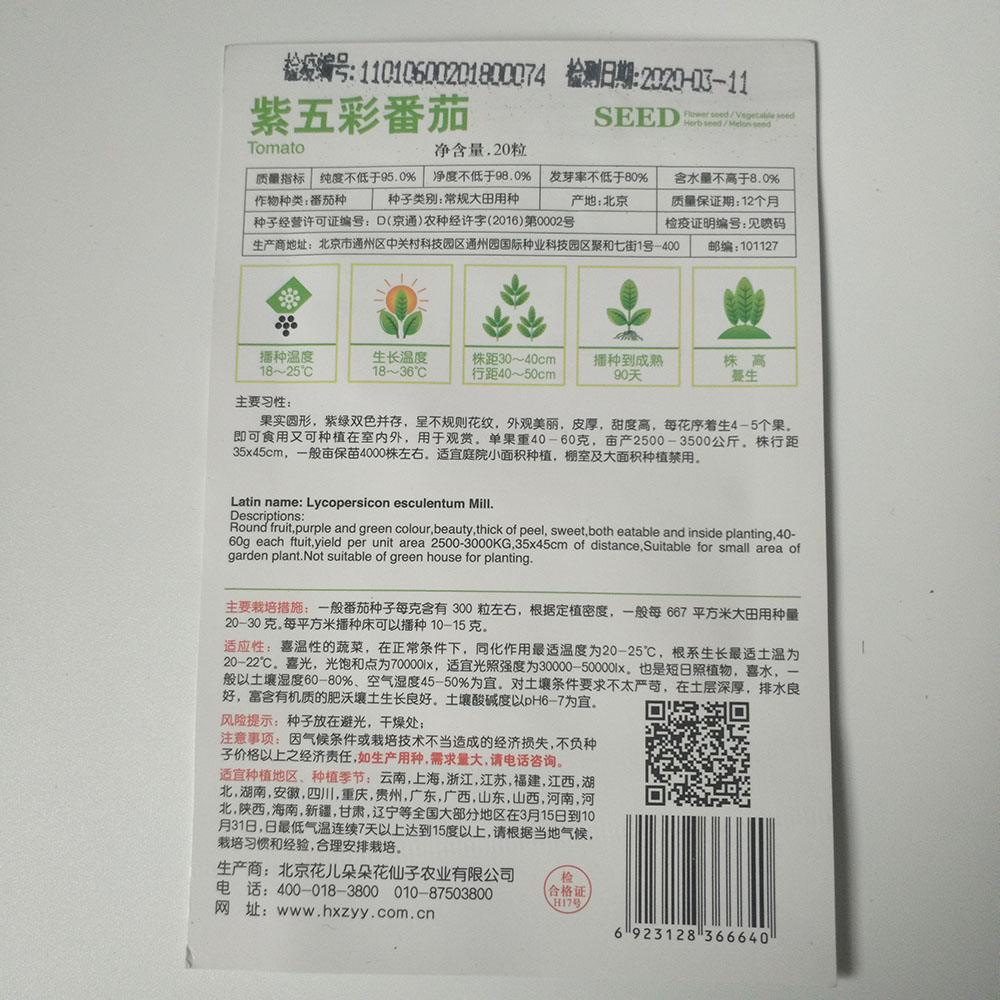 检疫编号:11010600201800074 检测日期:2020-03-11
紫五彩番茄
SEED Flower seed / Vegetable seed
Herb seed / Melon seed
Tomato
净含量.20粒
质量指标 纯度不低于95.0% 净度不低于98.0% 发芽率不低于80% 含水量不高于8.0%
作物种类:番茄种 种子类别:常规大田用种 产地:北京 质量保证期:12个月
种子经营许可证编号: D(京通)农种经许字(2016)第0002号 检疫证明编号:见喷码
生产商地址: 北京市通州区中关村科技园区通州园国际种业科技园区聚和七街1号-400 邮编:101127
播种温度 生长温度 株距30~40cm 播种到成熟 株 高
18~25℃ 18~36℃ 行距40~50cm 90天 蔓生
主要习性:
果实圆形，紫绿双色并存，呈不规则花纹，外观美丽，皮厚，甜度高，每花序着生4-5个果。
即可食用又可种植在室内外，用于观赏。单果重40-60克，亩产2500-3500公斤。株行距
35x45cm，一般亩保苗4000株左右。适宜庭院小面积种植，棚室及大面积种植禁用。
Latin name: Lycopersicon esculentum Mill.
Descriptions:
Round fruit,purple and green colour,beauty,thick of peel, sweet,both eatable and inside planting,40-
60g each ftuit,yield per unit area 2500-3000KG,35x45cm of distance,Suitable for small area of
garden plant.Not suitable of green house for planting.
主要栽培措施: 一般番茄种子每克含有 300 粒左右，根据定植密度，一般每 667 平方米大田用种量
20-30 克。每平方米播种床可以播种 10-15 克。
适应性: 喜温性的蔬菜，在正常条件下，同化作用最适温度为20-25℃，根系生长最适土温为
20-22℃。喜光，光饱和点为70000lx，适宜光照强度为30000-50000lx。也是短日照植物，喜水，一
般以土壤湿度60-80%、空气湿度45-50%为宜。对土壤条件要求不太严苛，在土层深厚，排水良
好，富含有机质的肥沃壤土生长良好。土壤酸碱度以pH6-7为宜。
风险提示: 种子放在避光，干燥处;
注意事项: 因气候条件或栽培技术不当造成的经济损失,不负种
子价格以上之经济责任,如生产用种,需求量大,请电话咨询。
适宜种植地区、种植季节: 云南,上海,浙江,江苏,福建,江西,湖
北,湖南,安徽,四川,重庆,贵州,广东,广西,山东,山西,河南,河
北,陕西,海南,新疆,甘肃,辽宁等全国大部分地区在3月15日到10
月31日,日最低气温连续7天以上达到15度以上,请根据当地气候,
栽培习惯和经验,合理安排栽培。
生产商: 北京花儿朵朵花仙子农业有限公司
电 话: 400-018-3800 010-87503800
网 址: www.hxzyy.com.cn
检
合格证
H17号
6 923128 366640